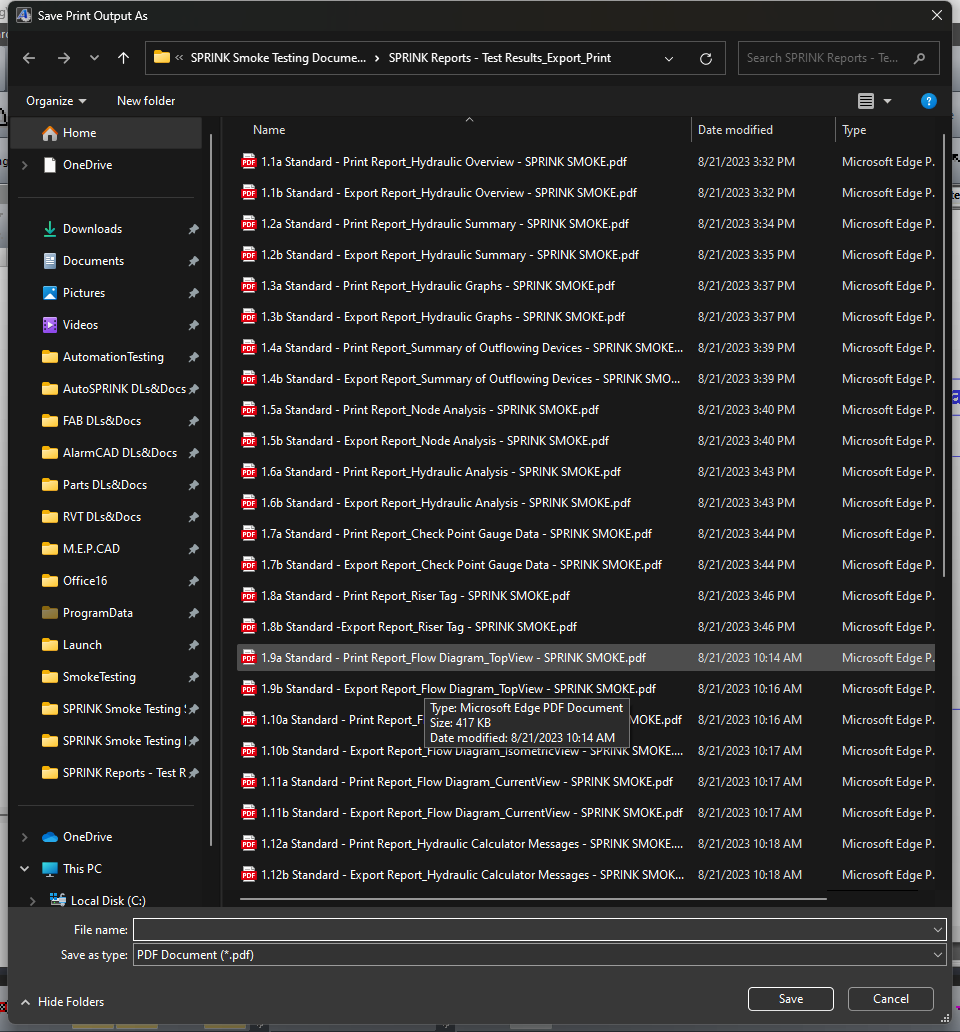 Save Print Output As
« SPRINK Smoke Testing Docume... › SPRINK Reports - Test Results_Export_Print
Search SPRINK Reports - Te...
Organize
New folder
?
Name
Date modified
Type
Home
OneDrive
Downloads
Documents
Pictures
Videos
AutomationTesting
AutoSPRINK DLs&Docs
FAB DLs&Docs
AlarmCAD DLs&Docs
Parts DLs&Docs
RVT DLs&Docs
M.E.P.CAD
Office16
ProgramData
Launch
SmokeTesting
SPRINK Smoke Testing
SPRINK Smoke Testing
SPRINK Reports - Test R
OneDrive
This PC
Local Disk (C:)
PDF 1.1a Standard - Print Report_Hydraulic Overview - SPRINK SMOKE.pdf 8/21/2023 3:32 PM Microsoft Edge P.
PDF 1.1b Standard - Export Report_Hydraulic Overview - SPRINK SMOKE.pdf 8/21/2023 3:32 PM Microsoft Edge P.
PDF 1.2a Standard - Print Report_Hydraulic Summary - SPRINK SMOKE.pdf 8/21/2023 3:34 PM Microsoft Edge P.
PDF 1.2b Standard - Export Report_Hydraulic Summary - SPRINK SMOKE.pdf 8/21/2023 3:35 PM Microsoft Edge P.
PDF 1.3a Standard - Print Report_Hydraulic Graphs - SPRINK SMOKE.pdf 8/21/2023 3:37 PM Microsoft Edge P.
PDF 1.3b Standard - Export Report_Hydraulic Graphs - SPRINK SMOKE.pdf 8/21/2023 3:37 PM Microsoft Edge P.
PDF 1.4a Standard - Print Report_Summary of Outflowing Devices - SPRINK SMOKE... 8/21/2023 3:39 PM Microsoft Edge P.
PDF 1.4b Standard - Export Report_Summary of Outflowing Devices - SPRINK SMO... 8/21/2023 3:39 PM Microsoft Edge P.
PDF 1.5a Standard - Print Report_Node Analysis - SPRINK SMOKE.pdf 8/21/2023 3:40 PM Microsoft Edge P.
PDF 1.5b Standard - Export Report_Node Analysis - SPRINK SMOKE.pdf 8/21/2023 3:40 PM Microsoft Edge P.
PDF 1.6a Standard - Print Report_Hydraulic Analysis - SPRINK SMOKE.pdf 8/21/2023 3:43 PM Microsoft Edge P.
PDF 1.6b Standard - Export Report_Hydraulic Analysis - SPRINK SMOKE.pdf 8/21/2023 3:43 PM Microsoft Edge P.
PDF 1.7a Standard - Print Report_Check Point Gauge Data - SPRINK SMOKE.pdf 8/21/2023 3:44 PM Microsoft Edge P.
PDF 1.7b Standard - Export Report_Check Point Gauge Data - SPRINK SMOKE.pdf 8/21/2023 3:44 PM Microsoft Edge P.
PDF 1.8a Standard - Print Report_Riser Tag - SPRINK SMOKE.pdf 8/21/2023 3:46 PM Microsoft Edge P.
PDF 1.8b Standard -Export Report_Riser Tag - SPRINK SMOKE.pdf 8/21/2023 3:46 PM Microsoft Edge P.
PDF 1.9a Standard - Print Report_Flow Diagram_TopView - SPRINK SMOKE.pdf 8/21/2023 10:14 AM Microsoft Edge P.
PDF 1.9b Standard - Export Report_Flow Diagram_TopView - SPRINK SMOKE.pdf 8/21/2023 10:16 AM Microsoft Edge P.
PDF 1.10a Standard - Print Report_F MOKE.pdf 8/21/2023 10:16 AM Microsoft Edge P.
PDF 1.10b Standard - Export Report_Flow Diagram_IsometricView - SPRINK SMOKE.... 8/21/2023 10:17 AM Microsoft Edge P.
PDF 1.11a Standard - Print Report_Flow Diagram_CurrentView - SPRINK SMOKE.pdf 8/21/2023 10:17 AM Microsoft Edge P.
PDF 1.11b Standard - Export Report_Flow Diagram_CurrentView - SPRINK SMOKE.pdf 8/21/2023 10:17 AM Microsoft Edge P.
PDF 1.12a Standard - Print Report_Hydraulic Calculator Messages - SPRINK SMOKE.... 8/21/2023 10:18 AM Microsoft Edge P.
PDF 1.12b Standard - Export Report_Hydraulic Calculator Messages - SPRINK SMOK... 8/21/2023 10:18 AM Microsoft Edge P.
Type: Microsoft Edge PDF Document
Size: 417 KB
Date modified: 8/21/2023 10:14 AM
File name:
Save as type: PDF Document (*.pdf)
Hide Folders
Save
Cancel